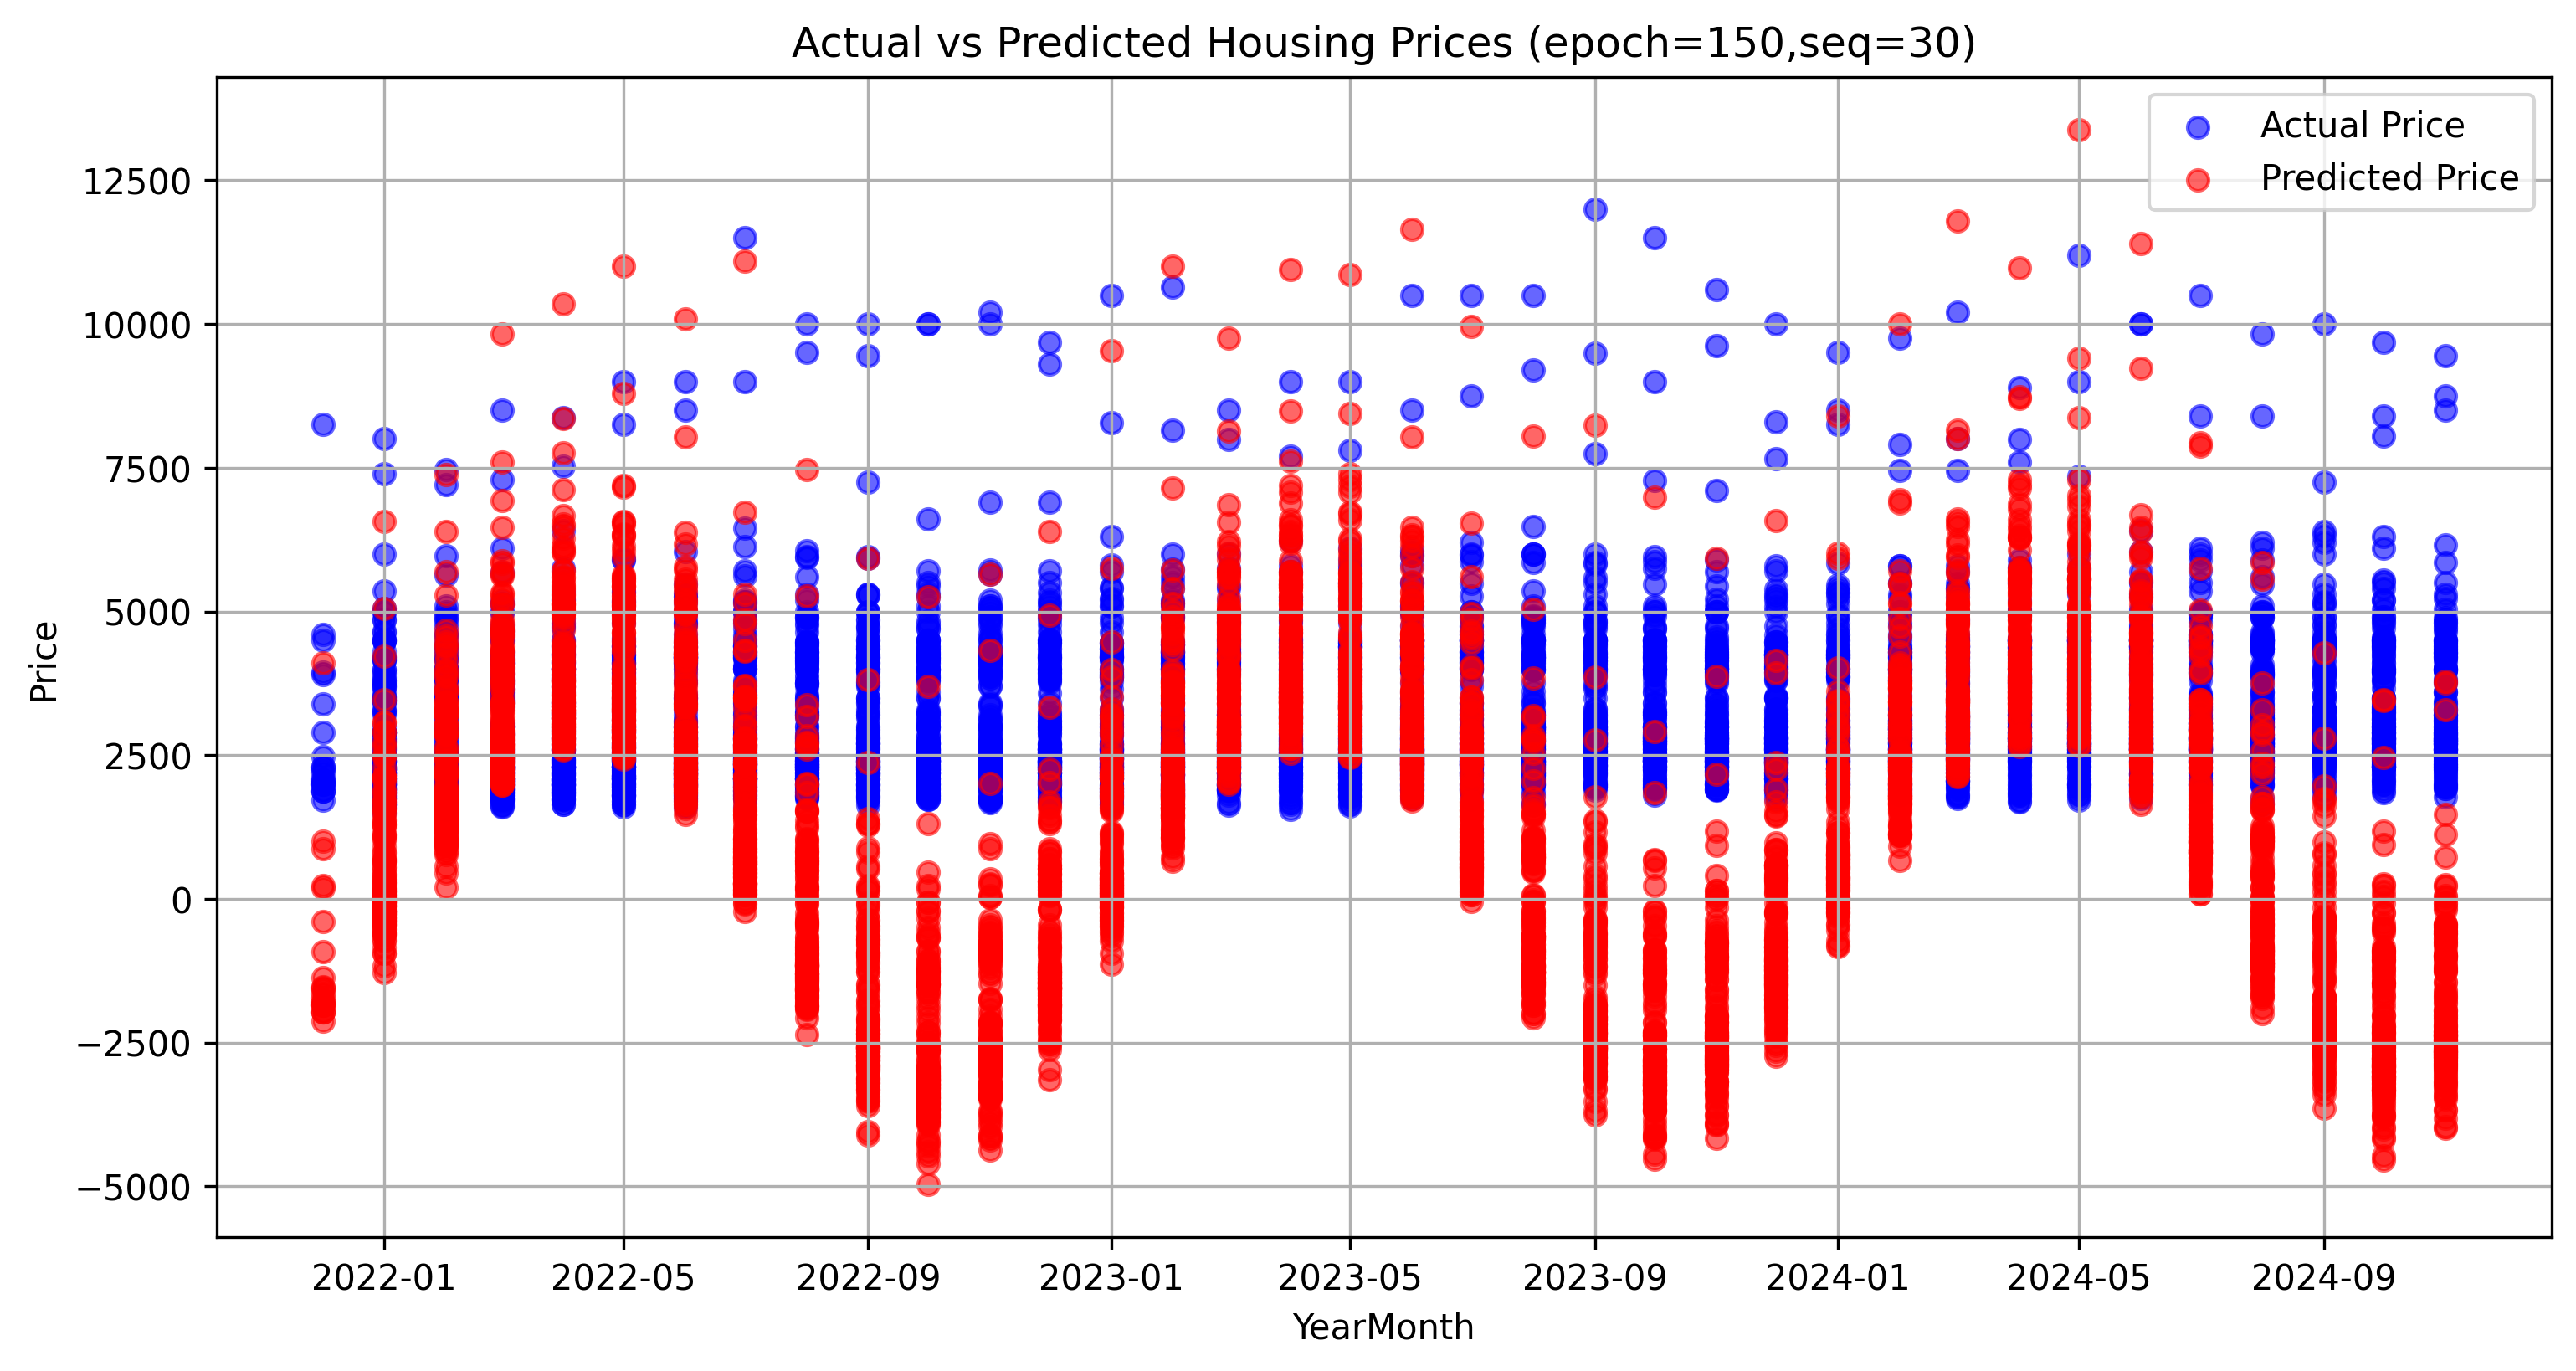 Actual vs Predicted Housing Prices (epoch=150,seq=30)
Actual Price
Predicted Price
Price
12500
10000
7500
5000
2500
0
−2500
−5000
2022-01 2022-05 2022-09 2023-01 2023-05 2023-09 2024-01 2024-05 2024-09
YearMonth